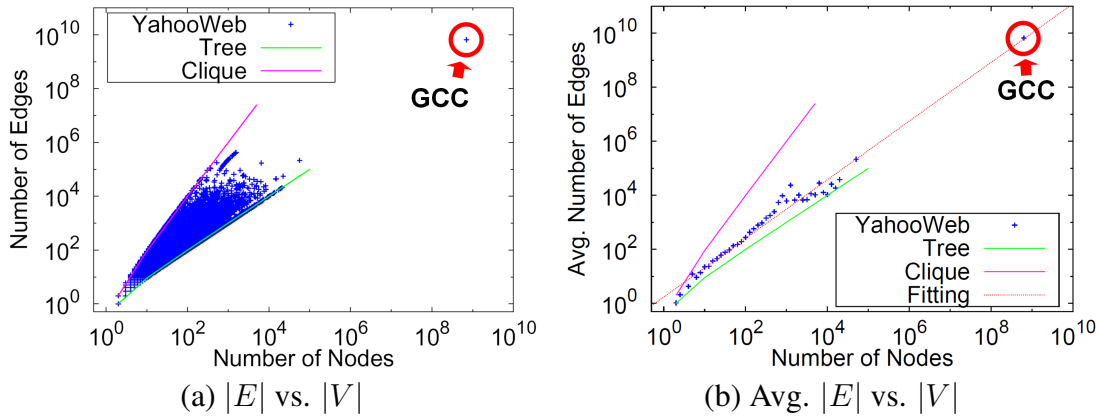 YahooWeb
Tree
Clique
GCC
10^10
10^8
10^6
10^4
10^2
10^0
Number of Edges
10^0 10^2 10^4 10^6 10^8 10^10
Number of Nodes
(a) |E| vs. |V|
GCC
10^10
10^8
10^6
10^4
10^2
10^0
Avg. Number of Edges
YahooWeb
Tree
Clique
Fitting
10^0 10^2 10^4 10^6 10^8 10^10
Number of Nodes
(b) Avg. |E| vs. |V|